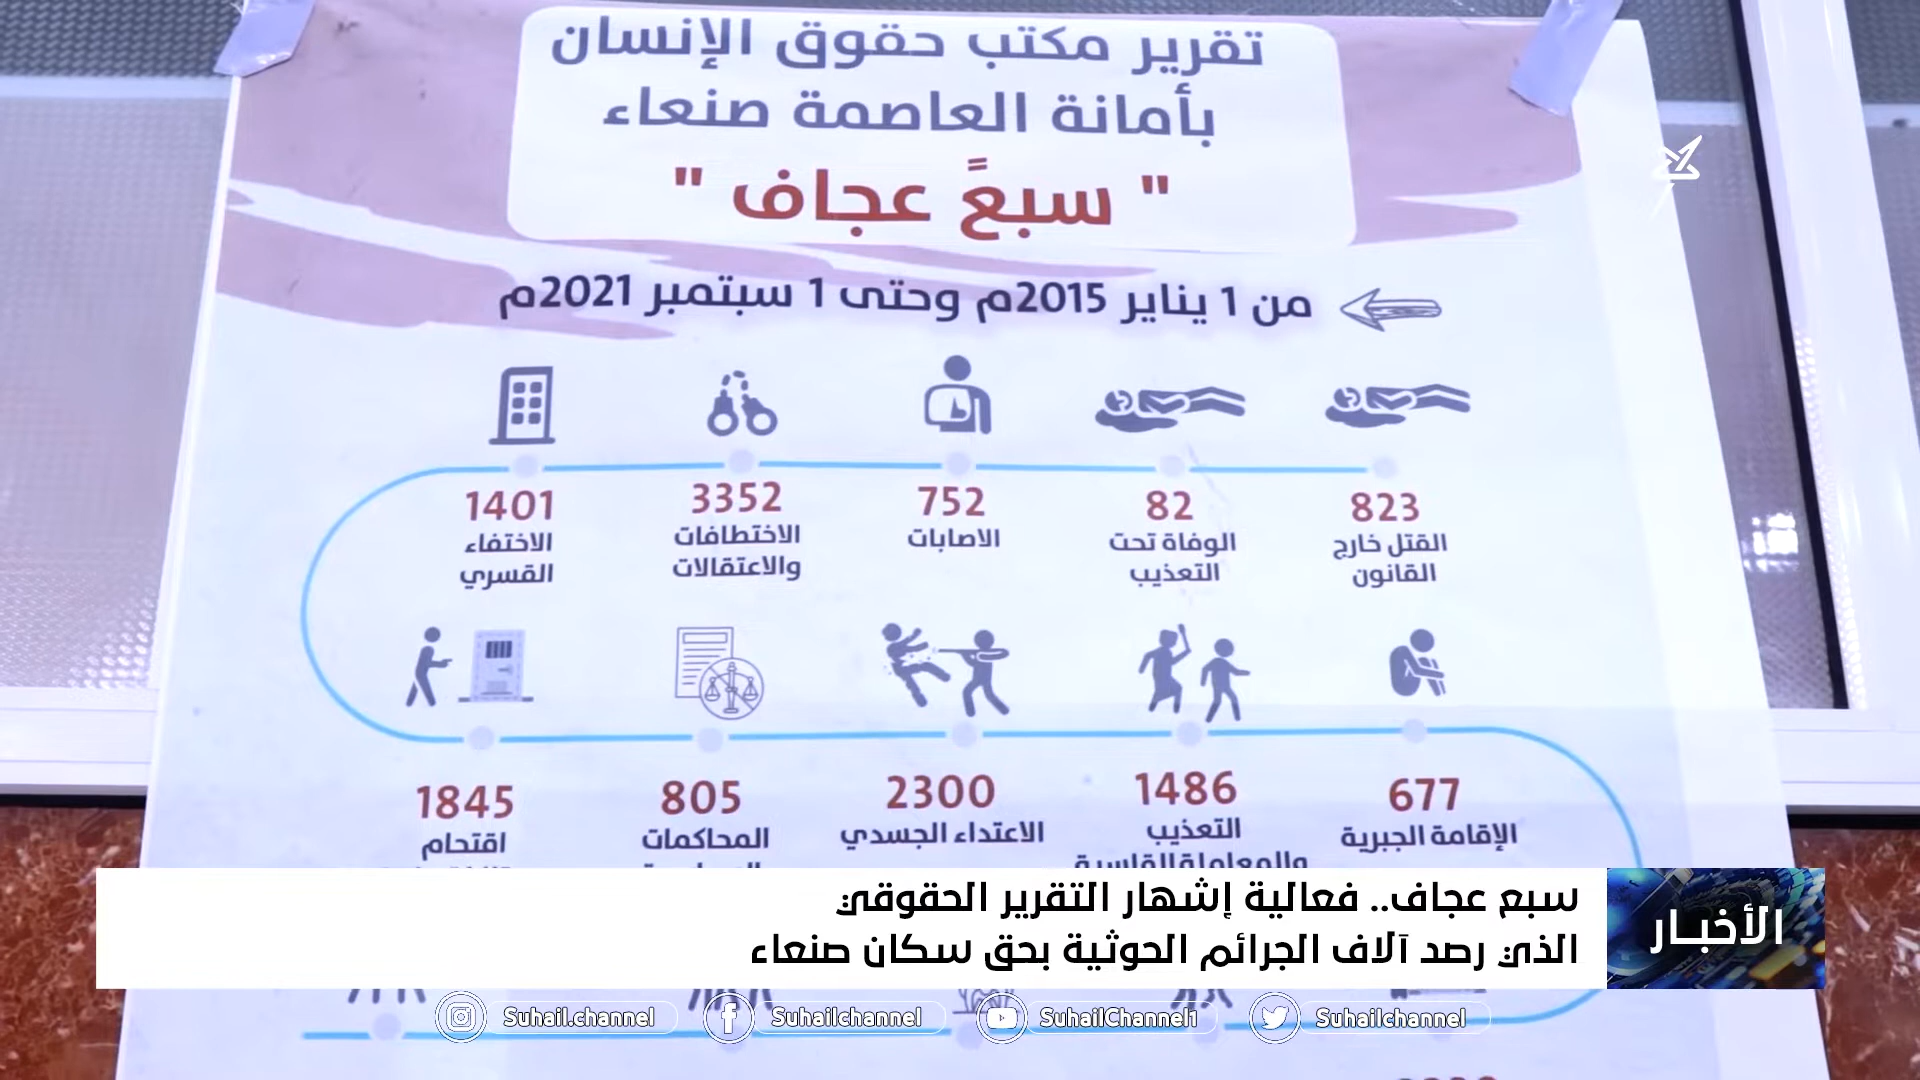 تقرير مكتب حقوق الإنسان
بأمانة العاصمة صنعاء
" سبعً عجاف "
من 1 يناير 2015م وحتى 1 سبتمبر 2021م
823
القتل خارج
القانون
82
الوفاة تحت
التعذيب
752
الاصابات
3352
الاختطافات
والاعتقالات
1401
الاختفاء
القسري
677
الإقامة الجبرية
1486
التعذيب
والمعاملة القاسية
2300
الاعتداء الجسدي
805
المحاكمات
1845
اقتحام
الأخبار
سبع عجاف.. فعالية إشهار التقرير الحقوقي
الذي رصد آلاف الجرائم الحوثية بحق سكان صنعاء
Suhail.channel
Suhailchannel
SuhailChannel1
Suhailchannel